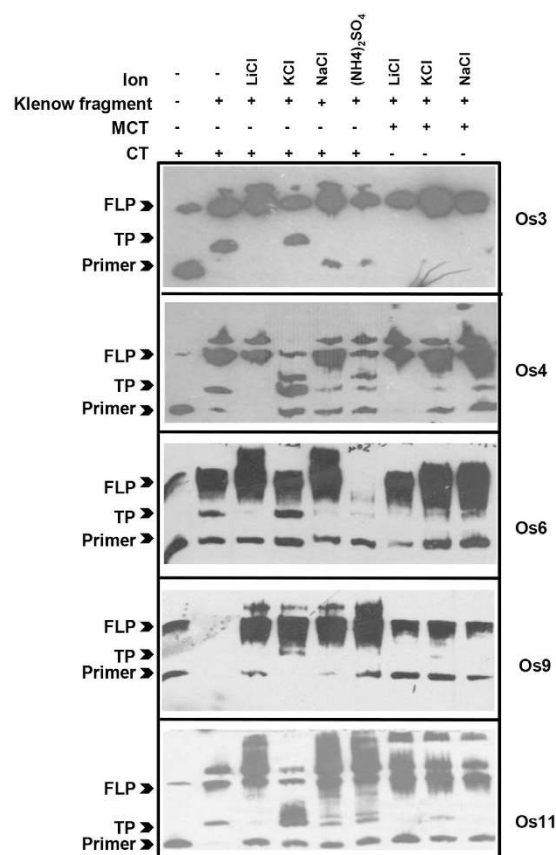 Ion - - LiCl KCl NaCl (NH4)₂SO₄ LiCl KCl NaCl
Klenow fragment - + + + + + + + +
MCT - - - - - - + + +
CT + + + + + + - - -
FLP
TP
Primer
Os3
FLP
TP
Primer
Os4
FLP
TP
Primer
Os6
FLP
TP
Primer
Os9
FLP
TP
Primer
Os11